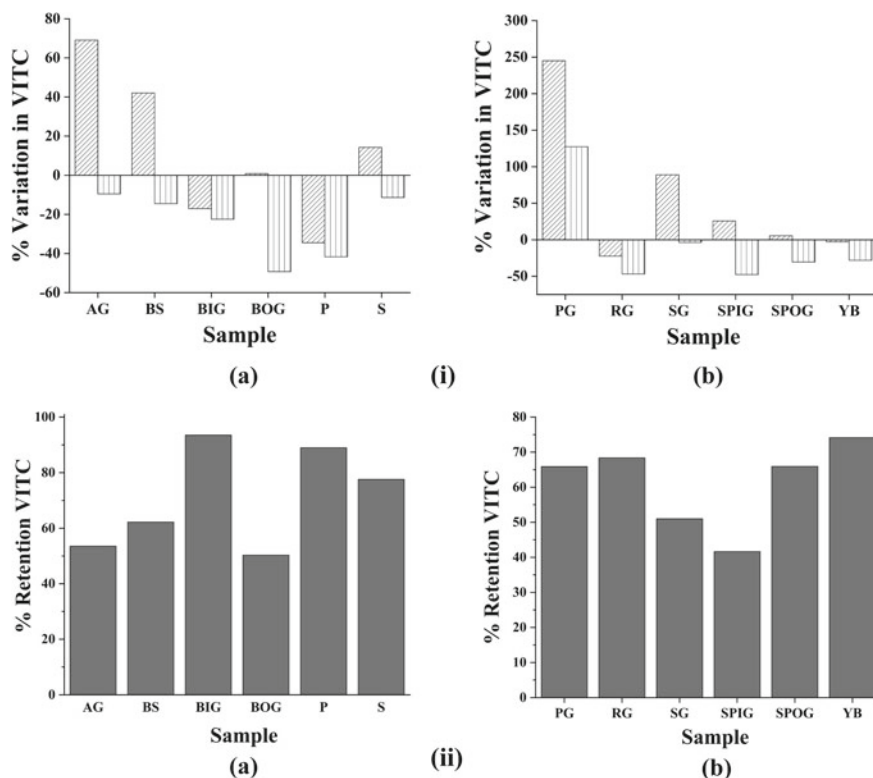 % Variation in VITC
80
60
40
20
0
-20
-40
-60
AG BS BIG BOG P S
Sample
(a)
% Variation in VITC
300
250
200
150
100
50
0
-50
PG RG SG SPIG SPOG YB
Sample
(b)
(i)
% Retention VITC
100
80
60
40
20
0
AG BS BIG BOG P S
Sample
(a)
% Retention VITC
80
70
60
50
40
30
20
10
0
PG RG SG SPIG SPOG YB
Sample
(b)
(ii)